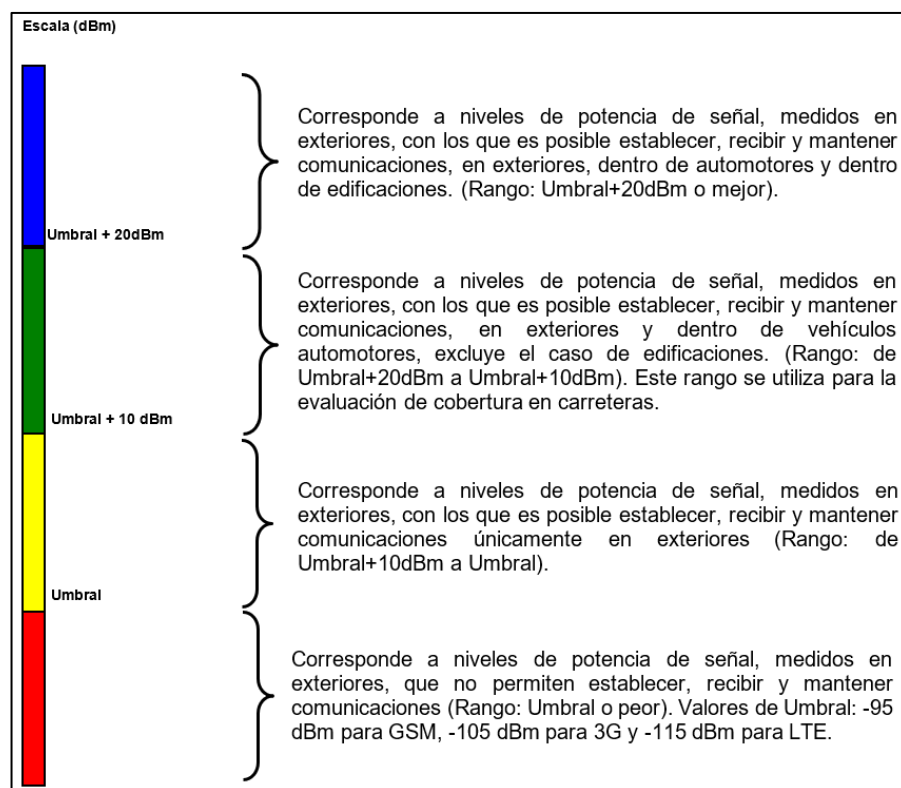 Escala (dBm)
Corresponde a niveles de potencia de señal, medidos en
exteriores, con los que es posible establecer, recibir y mantener
comunicaciones, en exteriores, dentro de automotores y dentro
de edificaciones. (Rango: Umbral+20dBm o mejor).
Umbral + 20dBm
Corresponde a niveles de potencia de señal, medidos en
exteriores, con los que es posible establecer, recibir y mantener
comunicaciones, en exteriores y dentro de vehículos
automotores, excluye el caso de edificaciones. (Rango: de
Umbral+20dBm a Umbral+10dBm). Este rango se utiliza para la
evaluación de cobertura en carreteras.
Umbral + 10 dBm
Corresponde a niveles de potencia de señal, medidos en
exteriores, con los que es posible establecer, recibir y mantener
comunicaciones únicamente en exteriores (Rango: de
Umbral+10dBm a Umbral).
Umbral
Corresponde a niveles de potencia de señal, medidos en
exteriores, que no permiten establecer, recibir y mantener
comunicaciones (Rango: Umbral o peor). Valores de Umbral: -95
dBm para GSM, -105 dBm para 3G y -115 dBm para LTE.